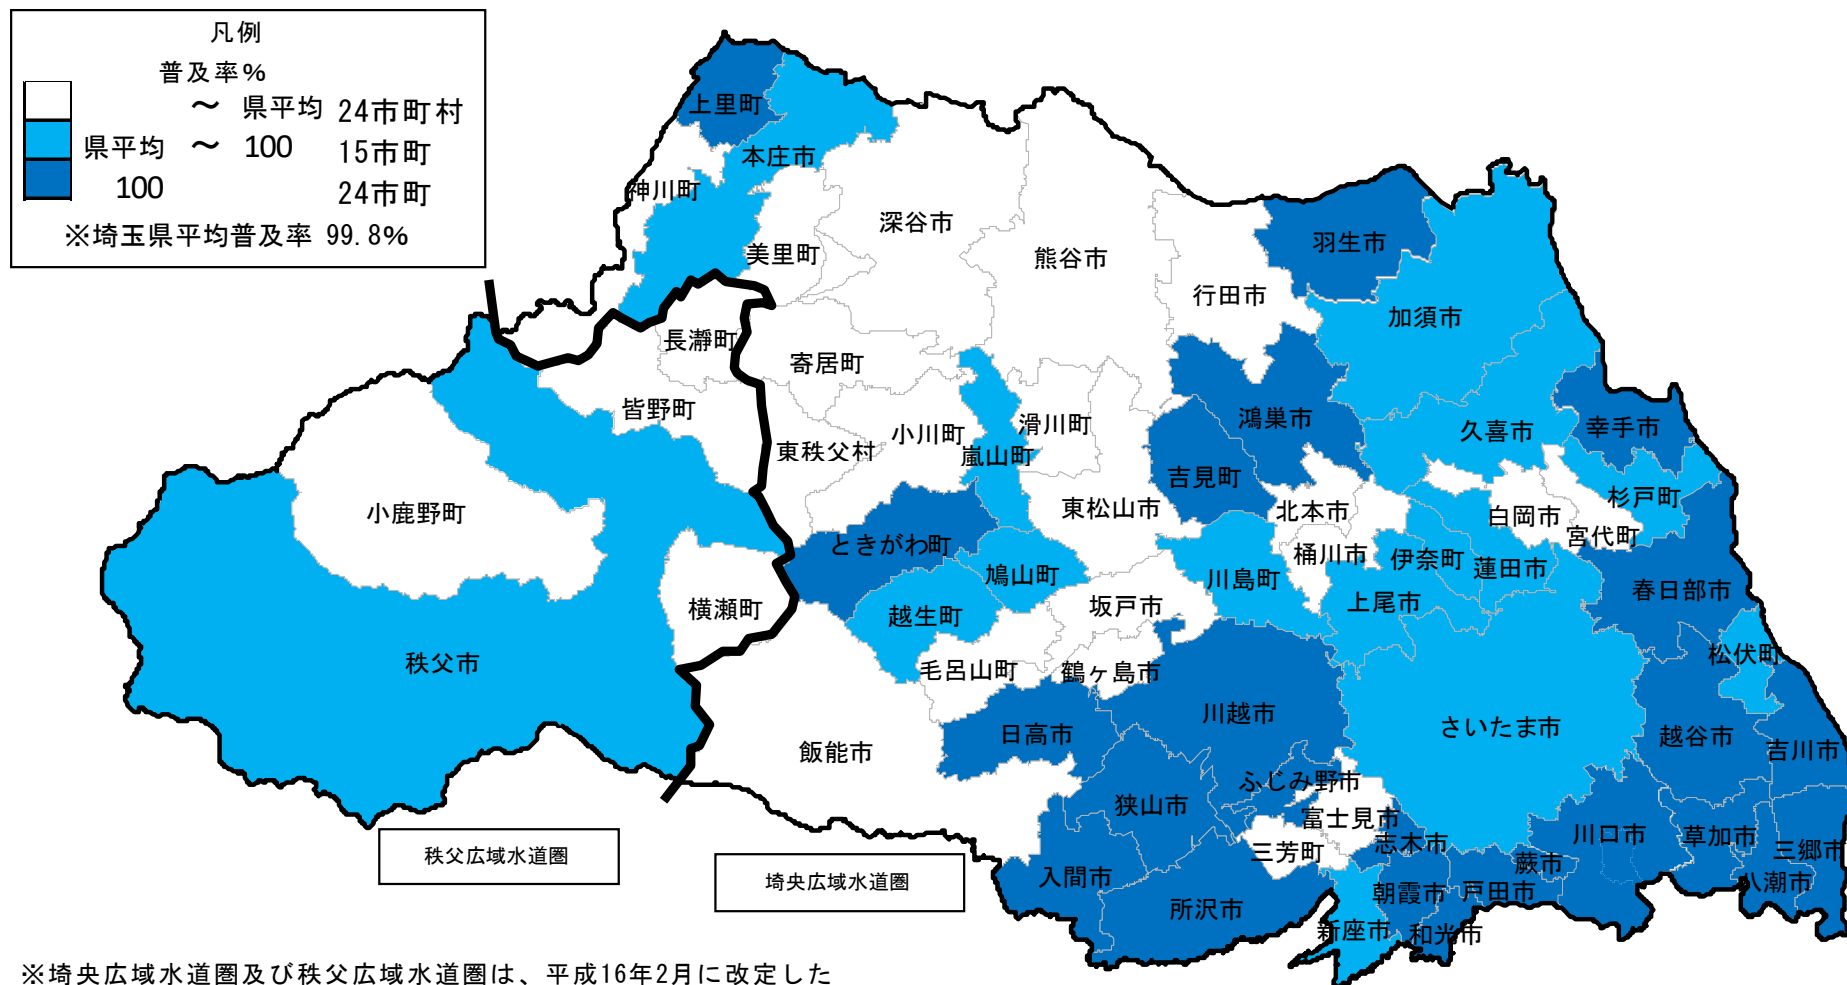 凡例
普及率%
～ 県平均 24市町村
県平均 ～ 100 15市町
100 24市町
※埼玉県平均普及率 99.8%
上里町
本庄市
神川町
深谷市
美里町
熊谷市
羽生市
行田市
加須市
長瀞町
寄居町
皆野町
鴻巣市
滑川町
小川町
久喜市
幸手市
東秩父村
嵐山町
吉見町
杉戸町
小鹿野町
東松山市
北本市
白岡市
宮代町
ときがわ町
桶川市
伊奈町
蓮田市
鳩山町
川島町
春日部市
横瀬町
越生町
坂戸市
上尾市
秩父市
毛呂山町
鶴ヶ島市
松伏町
川越市
さいたま市
日高市
越谷市
飯能市
吉川市
ふじみ野市
狭山市
富士見市
川口市
草加市
志木市
三芳町
三郷市
蕨市
入間市
朝霞市
戸田市
八潮市
所沢市
新座市
和光市
秩父広域水道圏
埼央広域水道圏
※埼央広域水道圏及び秩父広域水道圏は、平成16年2月に改定した